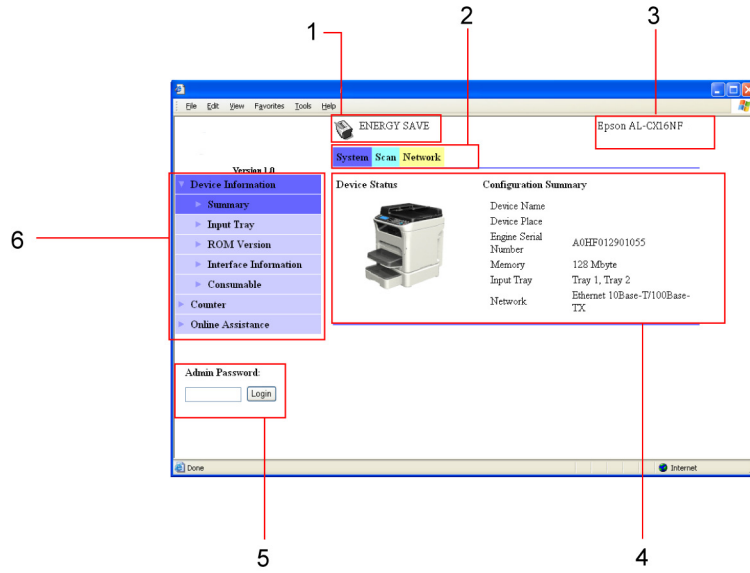 1
2
3
File Edit View Favorites Tools Help
ENERGY SAVE
Epson AL-CX16NF
System Scan Network
Version 1.0
Device Information
Summary
Input Tray
ROM Version
Interface Information
Consumable
Counter
Online Assistance
Device Status
Configuration Summary
Device Name
Device Place
Engine Serial
Number
A0HF012901055
Memory 128 Mbyte
Input Tray Tray 1, Tray 2
Network
Ethernet 10Base-T/100Base-
TX
6
Admin Password:
Login
Done
Internet
5
4